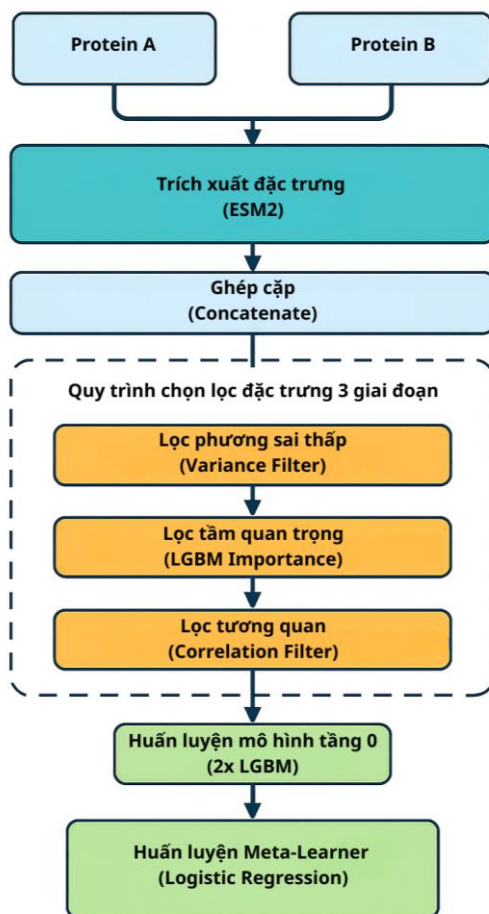 Protein A
Protein B
Trích xuất đặc trưng
(ESM2)
Ghép cặp
(Concatenate)
Quy trình chọn lọc đặc trưng 3 giai đoạn
Lọc phương sai thấp
(Variance Filter)
Lọc tầm quan trọng
(LGBM Importance)
Lọc tương quan
(Correlation Filter)
Huấn luyện mô hình tầng 0
(2x LGBM)
Huấn luyện Meta-Learner
(Logistic Regression)